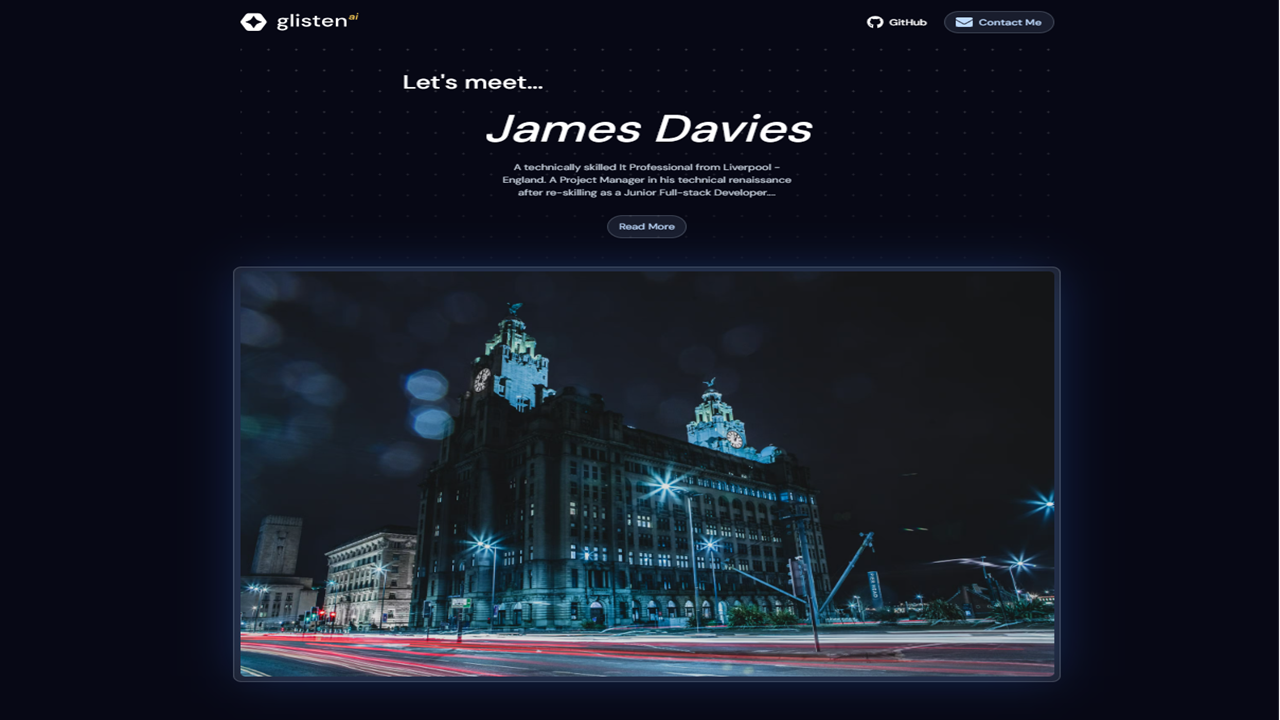 glisten ai
GitHub
Contact Me
Let's meet...
James Davies
A technically skilled It Professional from Liverpool -
England. A Project Manager in his technical renaissance
after re-skilling as a Junior Full-stack Developer....
Read More